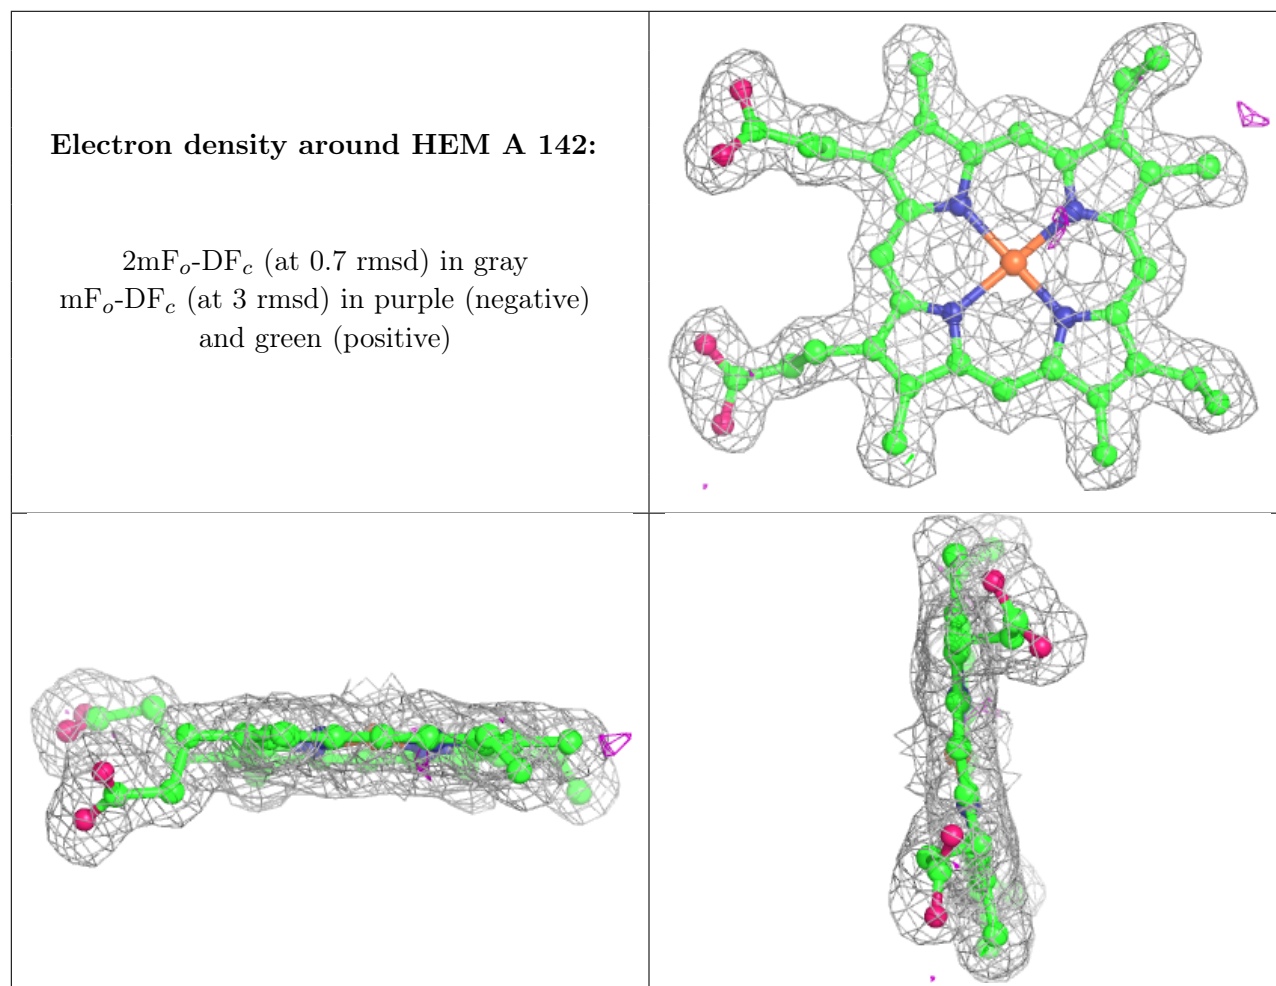 Electron density around HEM A 142:
2mFo-DFc (at 0.7 rmsd) in gray
mFo-DFc (at 3 rmsd) in purple (negative)
and green (positive)